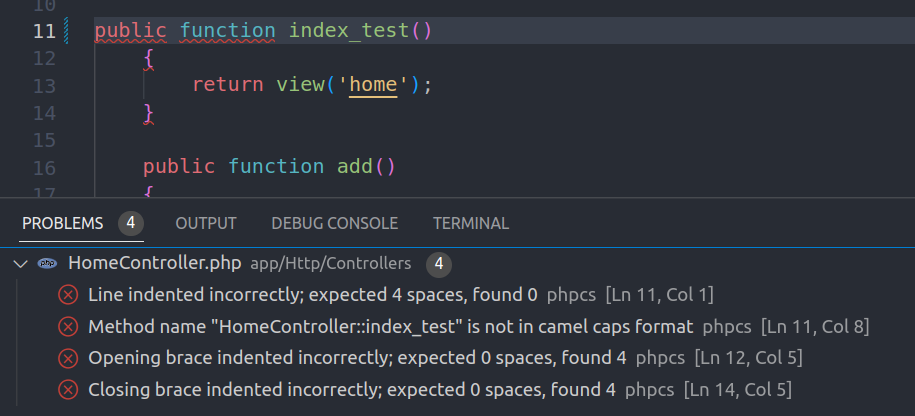 10
11 public function index_test()
12 {
13 return view('home');
14 }
15
16 public function add()
17 {
PROBLEMS 4 OUTPUT DEBUG CONSOLE TERMINAL
php HomeController.php app/Http/Controllers 4
Line indented incorrectly; expected 4 spaces, found 0 phpcs [Ln 11, Col 1]
Method name "HomeController::index_test" is not in camel caps format phpcs [Ln 11, Col 8]
Opening brace indented incorrectly; expected 0 spaces, found 4 phpcs [Ln 12, Col 5]
Closing brace indented incorrectly; expected 0 spaces, found 4 phpcs [Ln 14, Col 5]